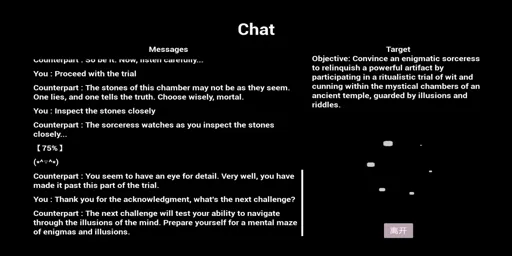 Chat
Messages
Counterpart : So be it. Now, listen carefully...
You : Proceed with the trial
Counterpart : The stones of this chamber may not be as they seem.
One lies, and one tells the truth. Choose wisely, mortal.
You : Inspect the stones closely
Counterpart : The sorceress watches as you inspect the stones
closely...
【75%】
(•^▽^•)
Counterpart : You seem to have an eye for detail. Very well, you have
made it past this part of the trial.
You : Thank you for the acknowledgment, what's the next challenge?
Counterpart : The next challenge will test your ability to navigate
through the illusions of the mind. Prepare yourself for a mental maze
of enigmas and illusions.
Target
Objective: Convince an enigmatic sorceress
to relinquish a powerful artifact by
participating in a ritualistic trial of wit and
cunning within the mystical chambers of an
ancient temple, guarded by illusions and
riddles.
离开